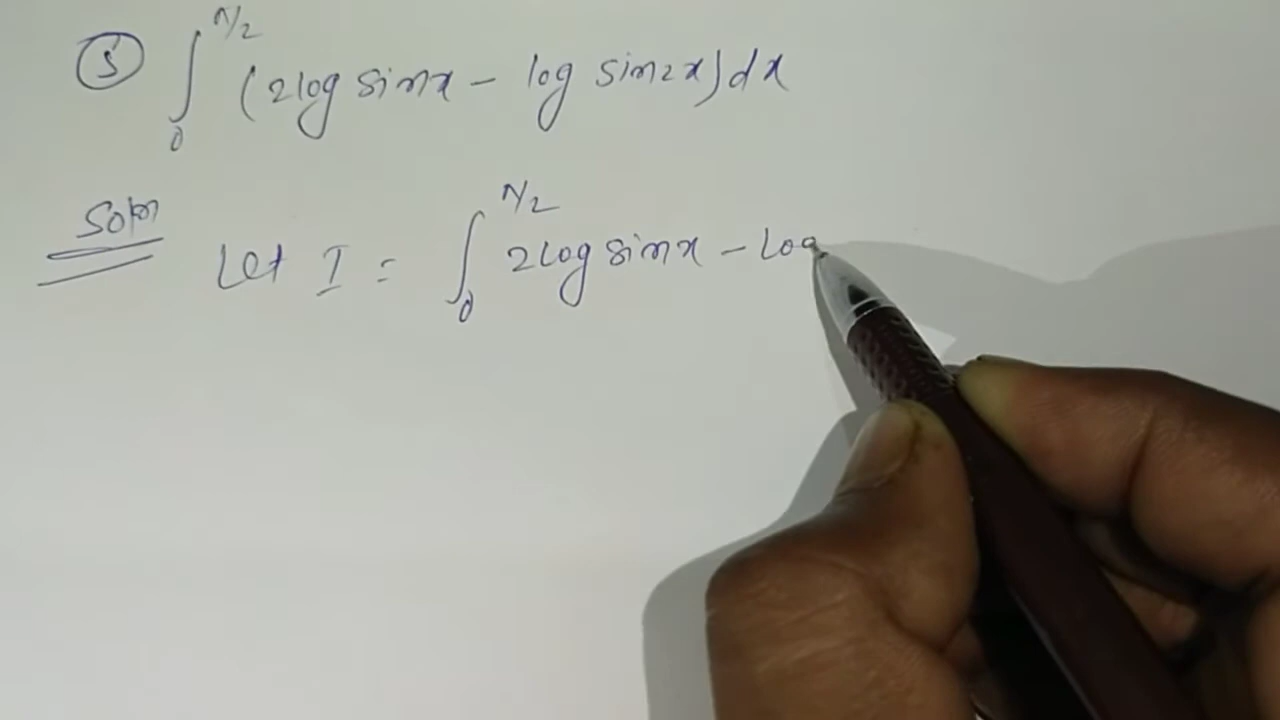 ⑤ ∫₀^π/2 (2log sinx - log sin2x)dx
Soln
Let I = ∫₀^π/2 2log sinx - log